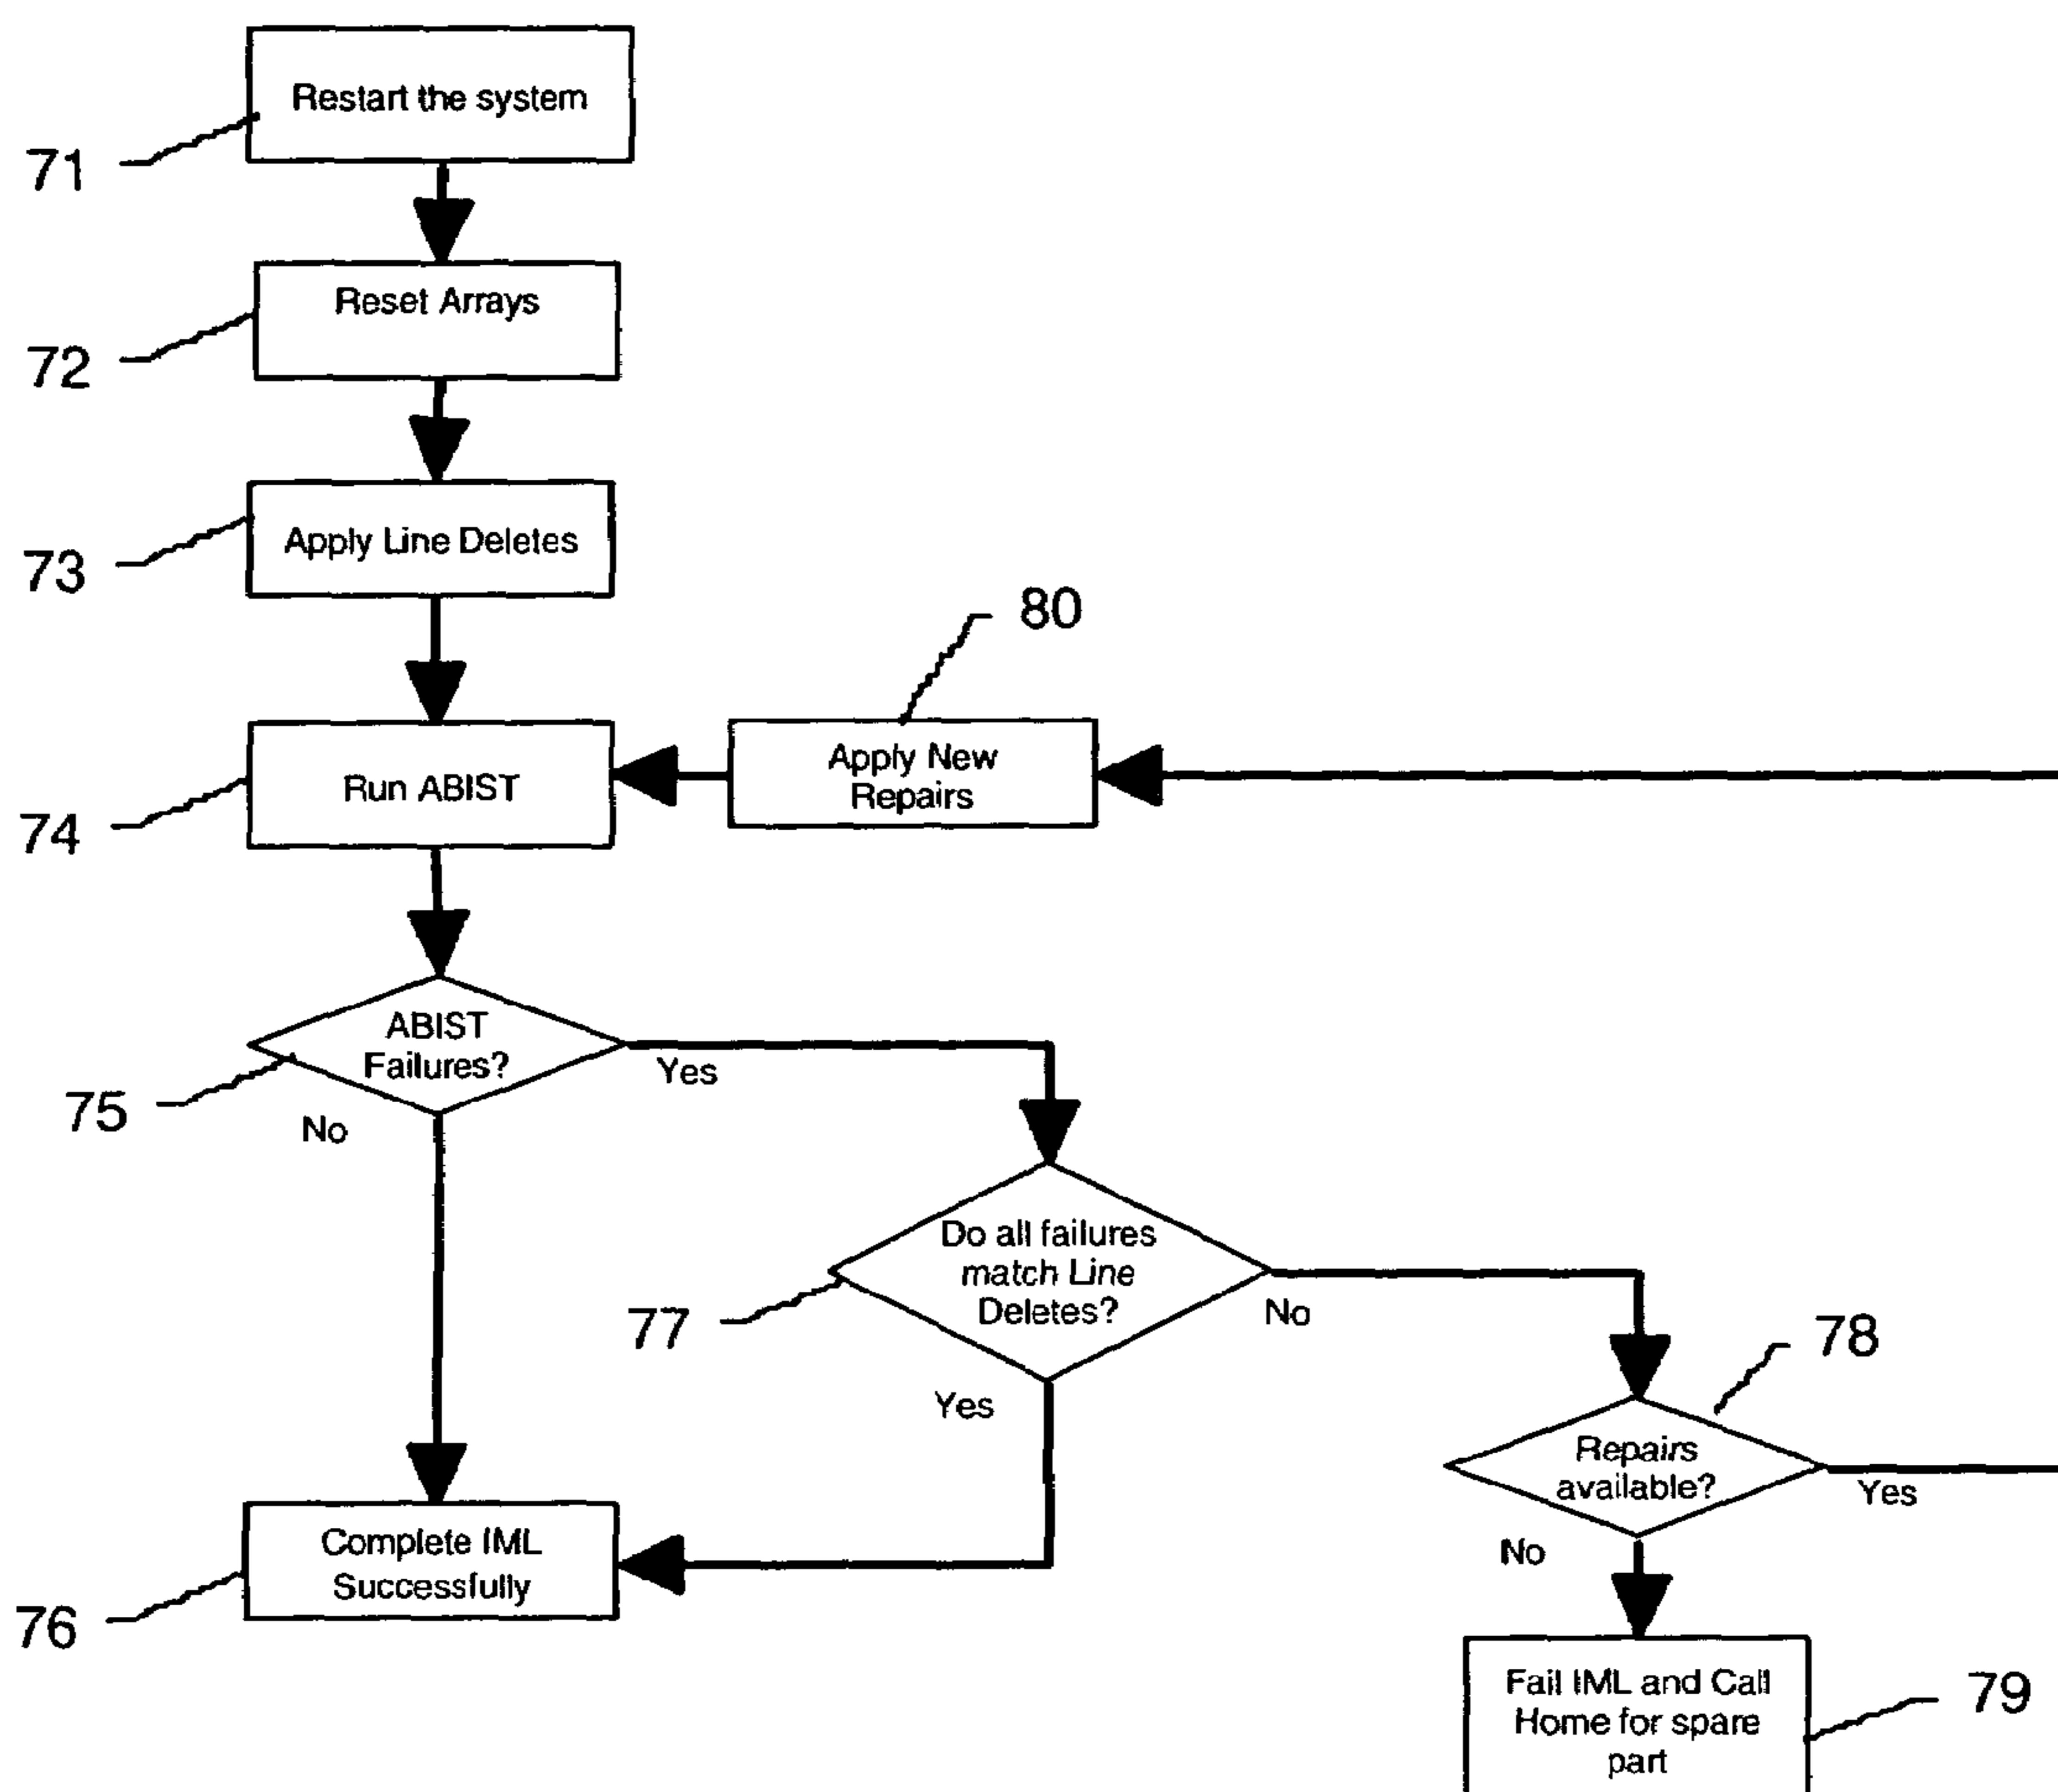 Restart the system
71
Reset Arrays
72
Apply Line Deletes
73
80
Apply New
Repairs
Run ABIST
74
ABIST
Failures?
Yes
75
No
Do all failures
match Line
Deletes?
77
No
78
Yes
Repairs
available?
Yes
Complete IML
Successfully
No
76
Fail IML and Call
Home for spare
part
79